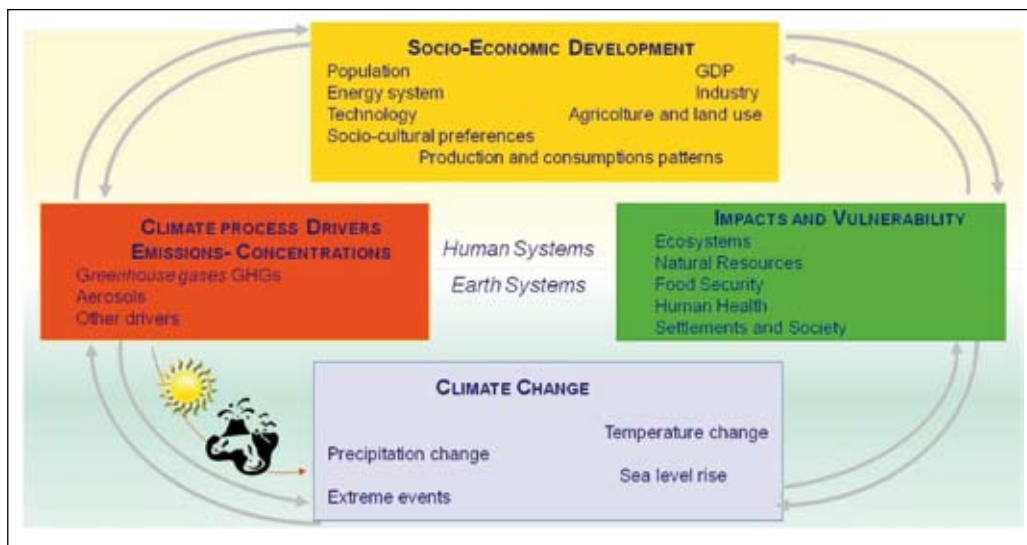 SOCIO-ECONOMIC DEVELOPMENT
Population GDP
Energy system Industry
Technology Agricolture and land use
Socio-cultural preferences
Production and consumptions patterns
CLIMATE PROCESS DRIVERS
EMISSIONS- CONCENTRATIONS
Greenhouse gases GHGs
Aerosols
Other drivers
Human Systems
Earth Systems
IMPACTS AND VULNERABILITY
Ecosystems
Natural Resources
Food Security
Human Health
Settlements and Society
CLIMATE CHANGE
Temperature change
Precipitation change
Sea level rise
Extreme events